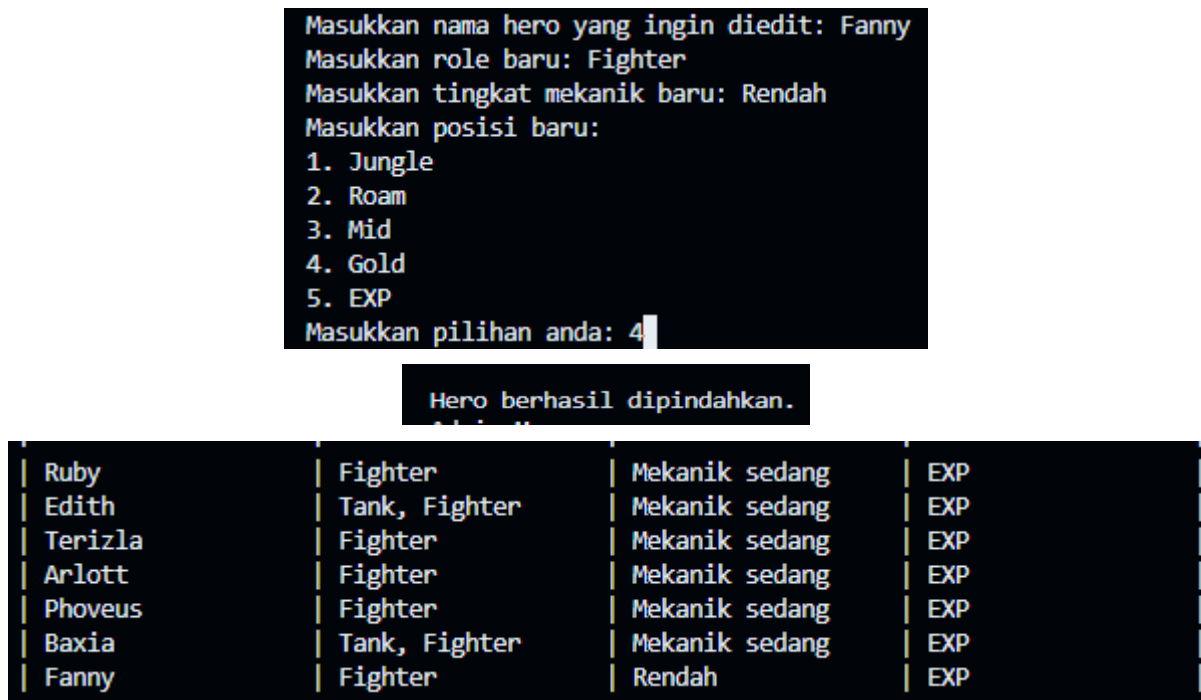 Masukkan nama hero yang ingin diedit: Fanny
Masukkan role baru: Fighter
Masukkan tingkat mekanik baru: Rendah
Masukkan posisi baru:
1. Jungle
2. Roam
3. Mid
4. Gold
5. EXP
Masukkan pilihan anda: 4
Hero berhasil dipindahkan.
| Ruby | Fighter | Mekanik sedang | EXP |
| Edith | Tank, Fighter | Mekanik sedang | EXP |
| Terizla | Fighter | Mekanik sedang | EXP |
| Arlott | Fighter | Mekanik sedang | EXP |
| Phoveus | Fighter | Mekanik sedang | EXP |
| Baxia | Tank, Fighter | Mekanik sedang | EXP |
| Fanny | Fighter | Rendah | EXP |